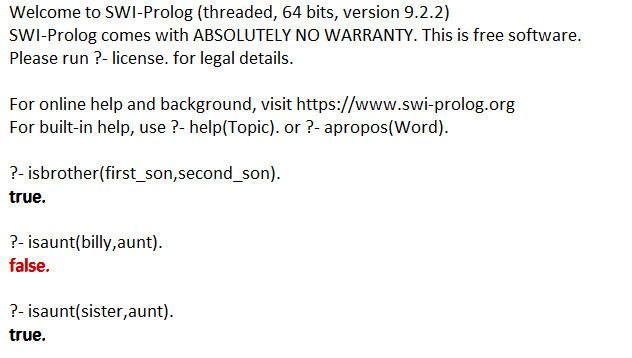 Welcome to SWI-Prolog (threaded, 64 bits, version 9.2.2)
SWI-Prolog comes with ABSOLUTELY NO WARRANTY. This is free software.
Please run ?- license. for legal details.
For online help and background, visit https://www.swi-prolog.org
For built-in help, use ?- help(Topic). or ?- apropos(Word).
?- isbrother(first_son,second_son).
true.
?- isaunt(billy,aunt).
false.
?- isaunt(sister,aunt).
true.